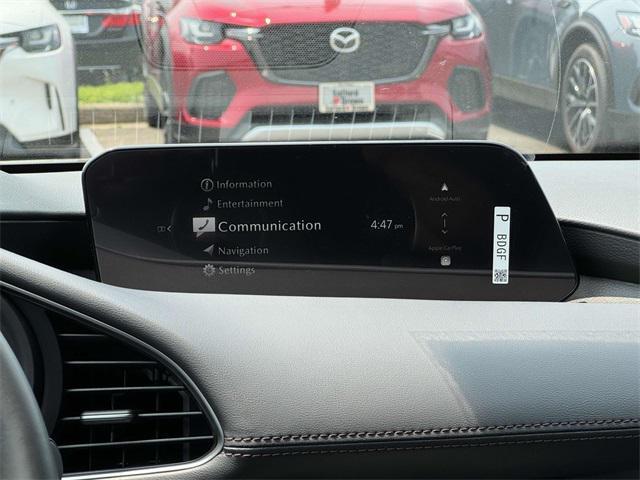 Information
Entertainment
Communication
Navigation
Settings
4:47 pm
Android Auto
Apple CarPlay
P BDGF